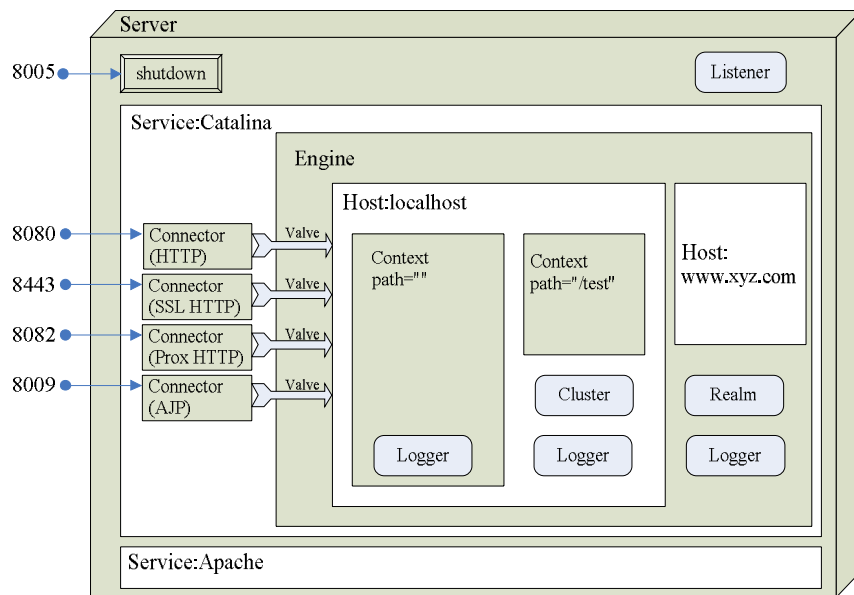 Server
8005
shutdown
Listener
Service:Catalina
Engine
Host:localhost
8080
Connector
(HTTP)
Valve
8443
Connector
(SSL HTTP)
Valve
8082
Connector
(Prox HTTP)
Valve
8009
Connector
(AJP)
Valve
Context
path=""
Logger
Context
path="/test"
Cluster
Logger
Host:
www.xyz.com
Realm
Logger
Service:Apache